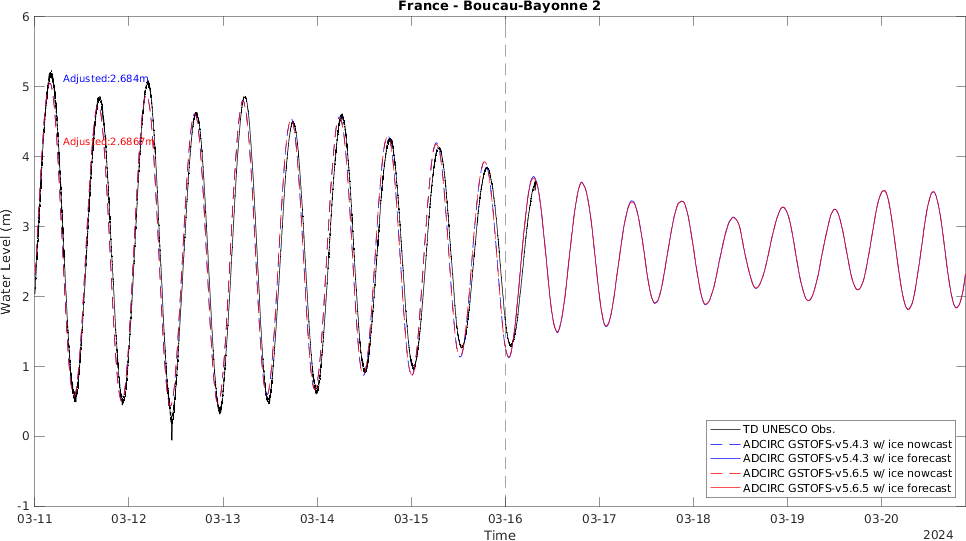 France - Boucau-Bayonne 2
6
5
4
3
2
1
0
-1
Water Level (m)
Adjusted:2.684m
Adjusted:2.6867m
TD UNESCO Obs.
ADCIRC GSTOFS-v5.4.3 w/ ice nowcast
ADCIRC GSTOFS-v5.4.3 w/ ice forecast
ADCIRC GSTOFS-v5.6.5 w/ ice nowcast
ADCIRC GSTOFS-v5.6.5 w/ ice forecast
03-11 03-12 03-13 03-14 03-15 03-16 03-17 03-18 03-19 03-20
Time
2024